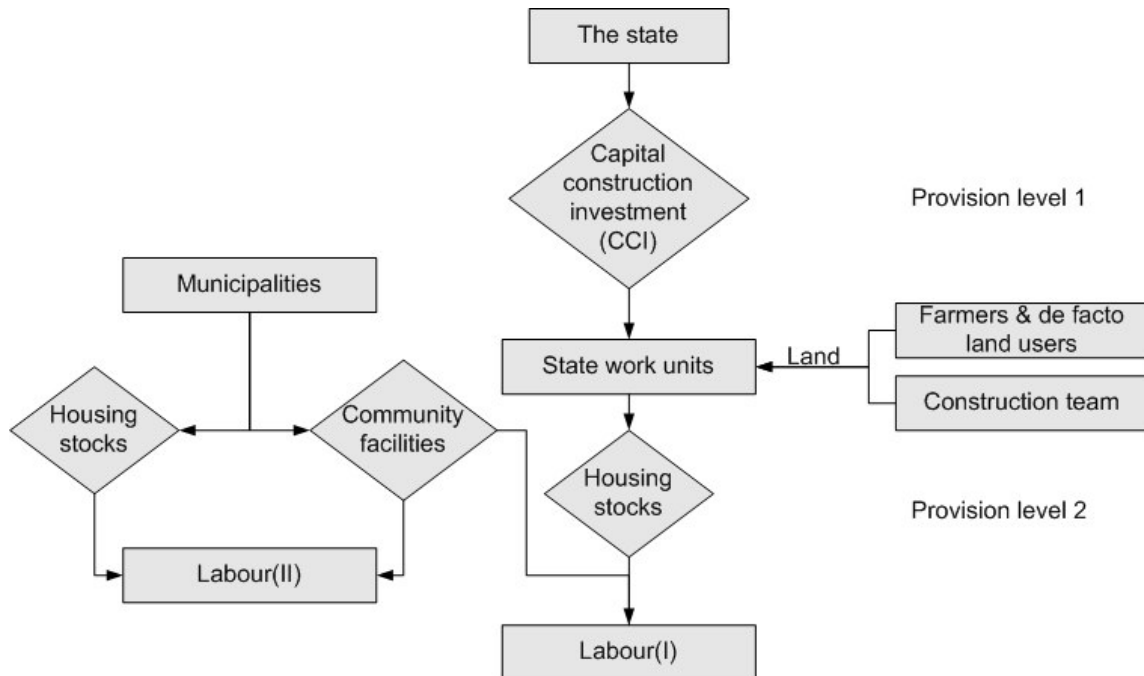 The state
Capital
construction
investment
(CCI)
Provision level 1
Municipalities
Farmers & de facto
land users
State work units
Land
Construction team
Housing
stocks
Community
facilities
Housing
stocks
Provision level 2
Labour(II)
Labour(I)